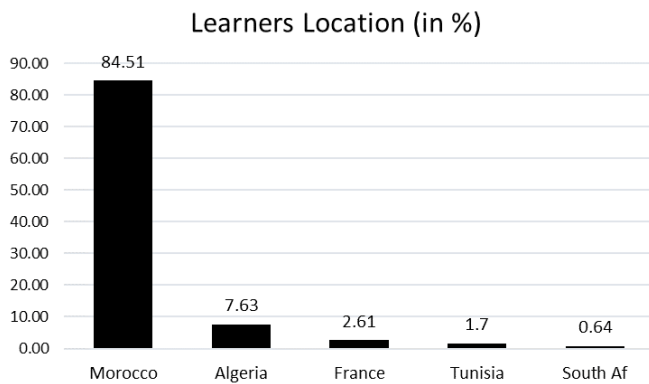 Learners Location (in %)
90.00
80.00
70.00
60.00
50.00
40.00
30.00
20.00
10.00
0.00
84.51
7.63
2.61
1.7
0.64
Morocco
Algeria
France
Tunisia
South Af